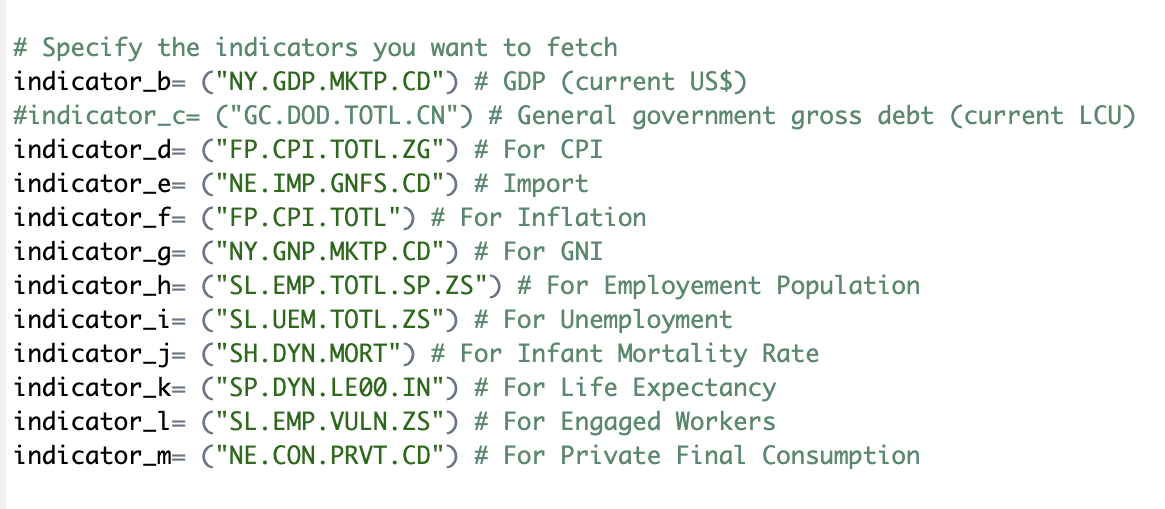 # Specify the indicators you want to fetch
indicator_b= ("NY.GDP.MKTP.CD") # GDP (current US$)
#indicator_c= ("GC.DOD.TOTL.CN") # General government gross debt (current LCU)
indicator_d= ("FP.CPI.TOTL.ZG") # For CPI
indicator_e= ("NE.IMP.GNFS.CD") # Import
indicator_f= ("FP.CPI.TOTL") # For Inflation
indicator_g= ("NY.GNP.MKTP.CD") # For GNI
indicator_h= ("SL.EMP.TOTL.SP.ZS") # For Employement Population
indicator_i= ("SL.UEM.TOTL.ZS") # For Unemployment
indicator_j= ("SH.DYN.MORT") # For Infant Mortality Rate
indicator_k= ("SP.DYN.LE00.IN") # For Life Expectancy
indicator_l= ("SL.EMP.VULN.ZS") # For Engaged Workers
indicator_m= ("NE.CON.PRVT.CD") # For Private Final Consumption